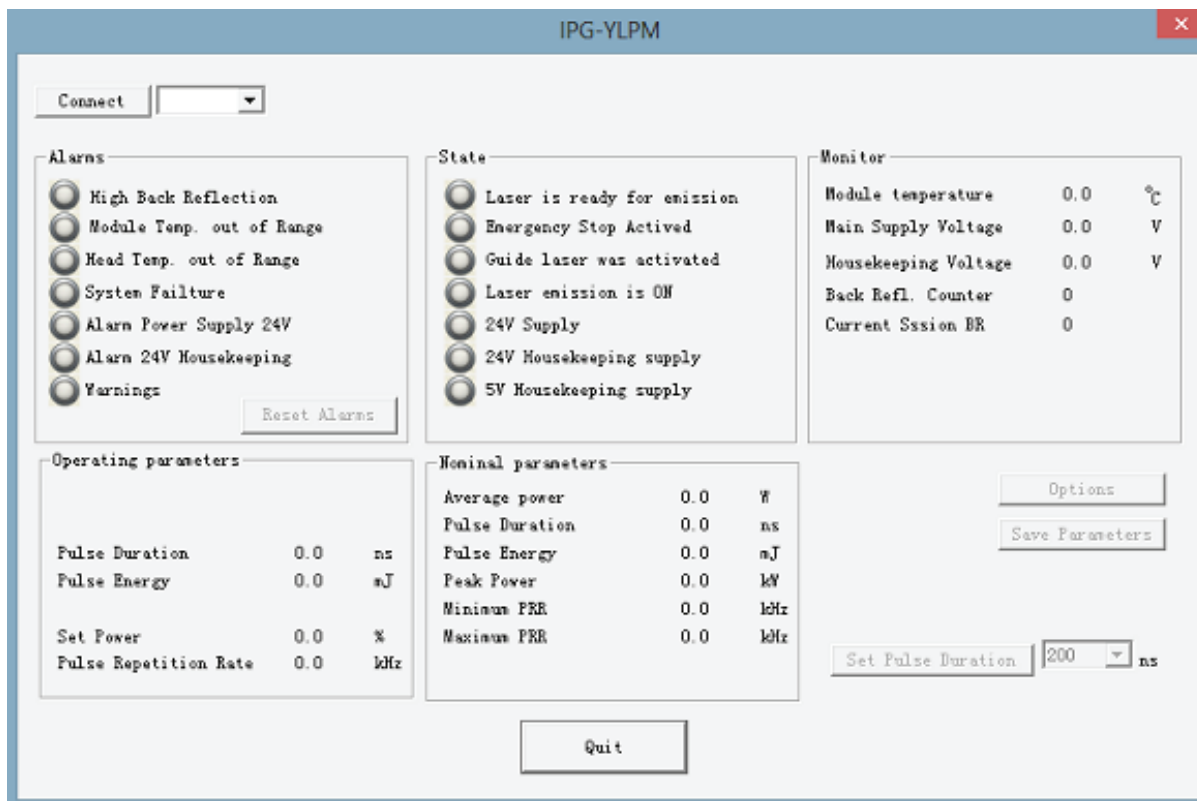 IPG-YLPM
Connect
Alarms
High Back Reflection
Module Temp. out of Range
Head Temp. out of Range
System Failture
Alarm Power Supply 24V
Alarm 24V Housekeeping
Warnings
Reset Alarms
State
Laser is ready for emission
Emergency Stop Actived
Guide laser was activated
Laser emission is ON
24V Supply
24V Housekeeping supply
5V Housekeeping supply
Monitor
Module temperature 0.0 °C
Main Supply Voltage 0.0 V
Housekeeping Voltage 0.0 V
Back Refl. Counter 0
Current Sssion BR 0
Operating parameters
Pulse Duration 0.0 ns
Pulse Energy 0.0 mJ
Set Power 0.0 %
Pulse Repetition Rate 0.0 kHz
Nominal parameters
Average power 0.0 W
Pulse Duration 0.0 ns
Pulse Energy 0.0 mJ
Peak Power 0.0 kW
Minimum PRR 0.0 kHz
Maximum PRR 0.0 kHz
Options
Save Parameters
Set Pulse Duration 200 ns
Quit